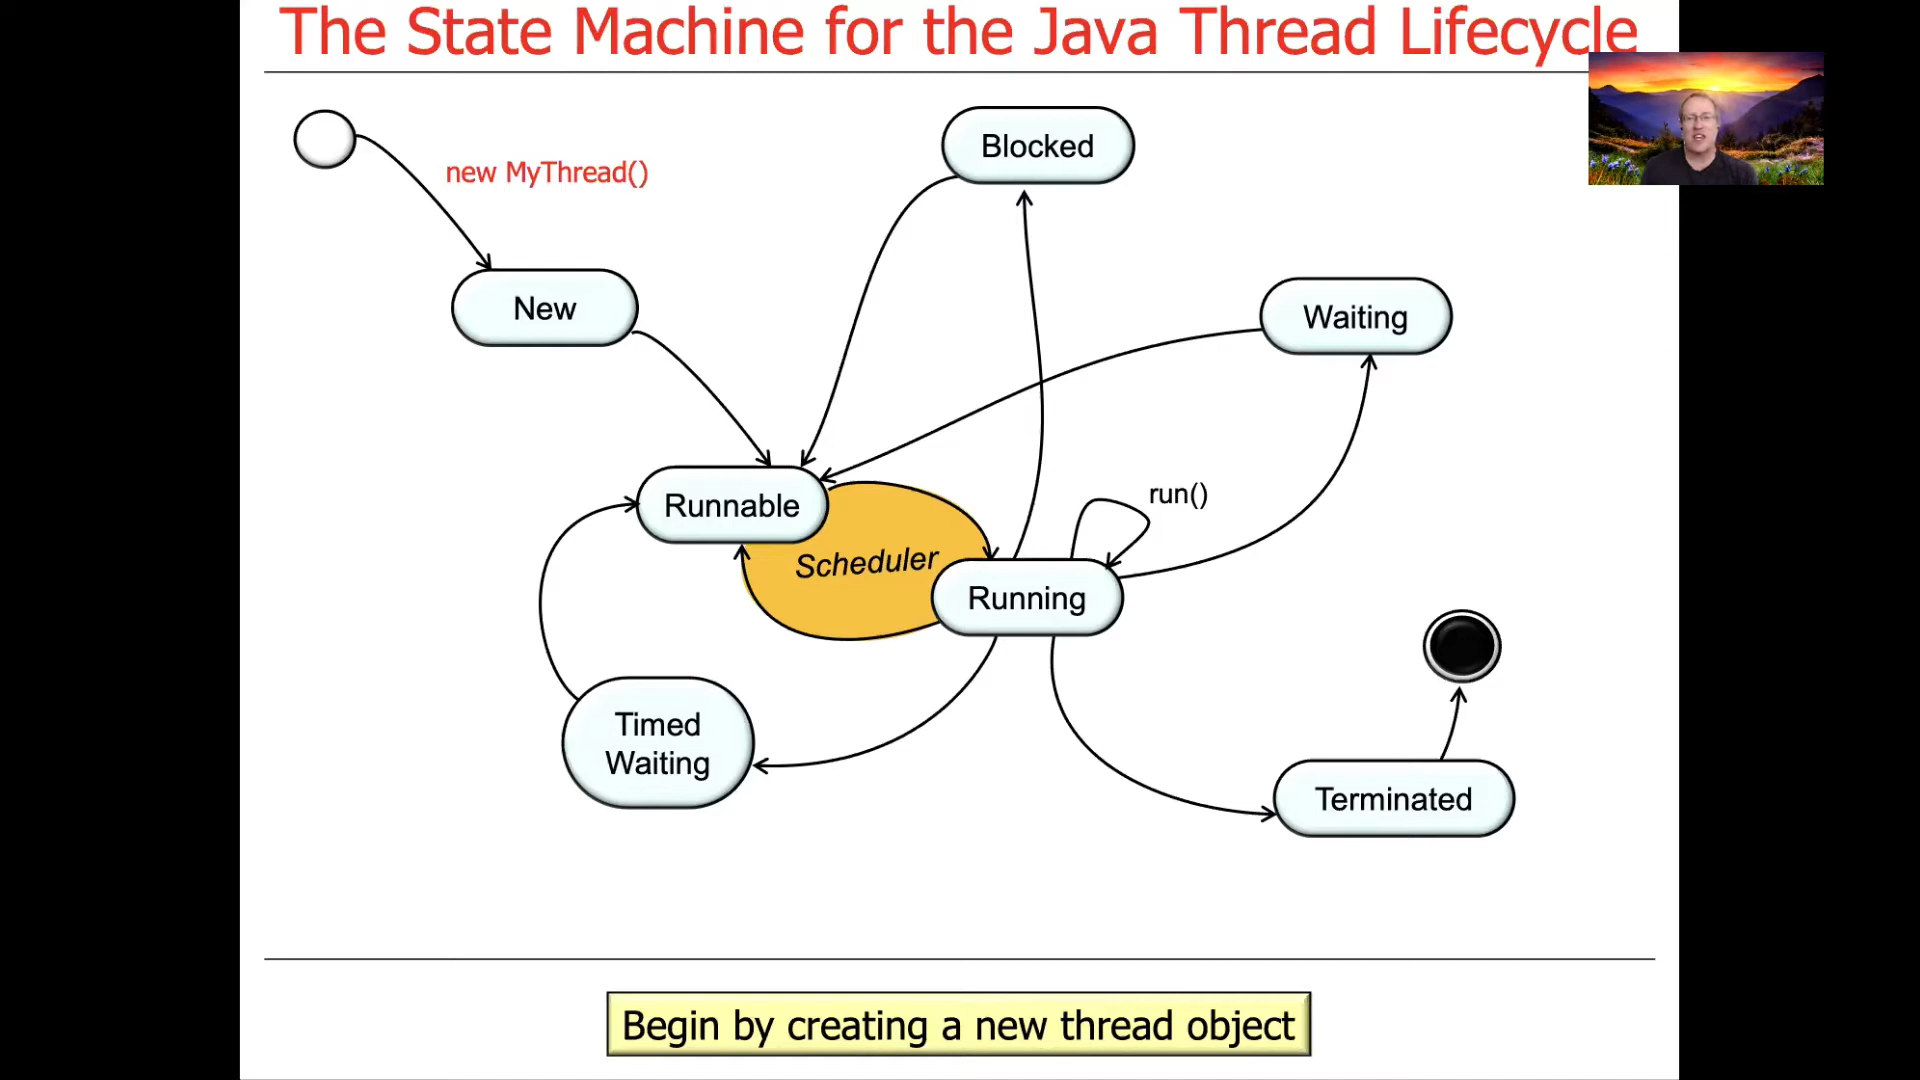 The State Machine for the Java Thread Lifecycle
new MyThread()
Blocked
New
Waiting
Runnable
run()
Scheduler
Running
Timed
Waiting
Terminated
Begin by creating a new thread object